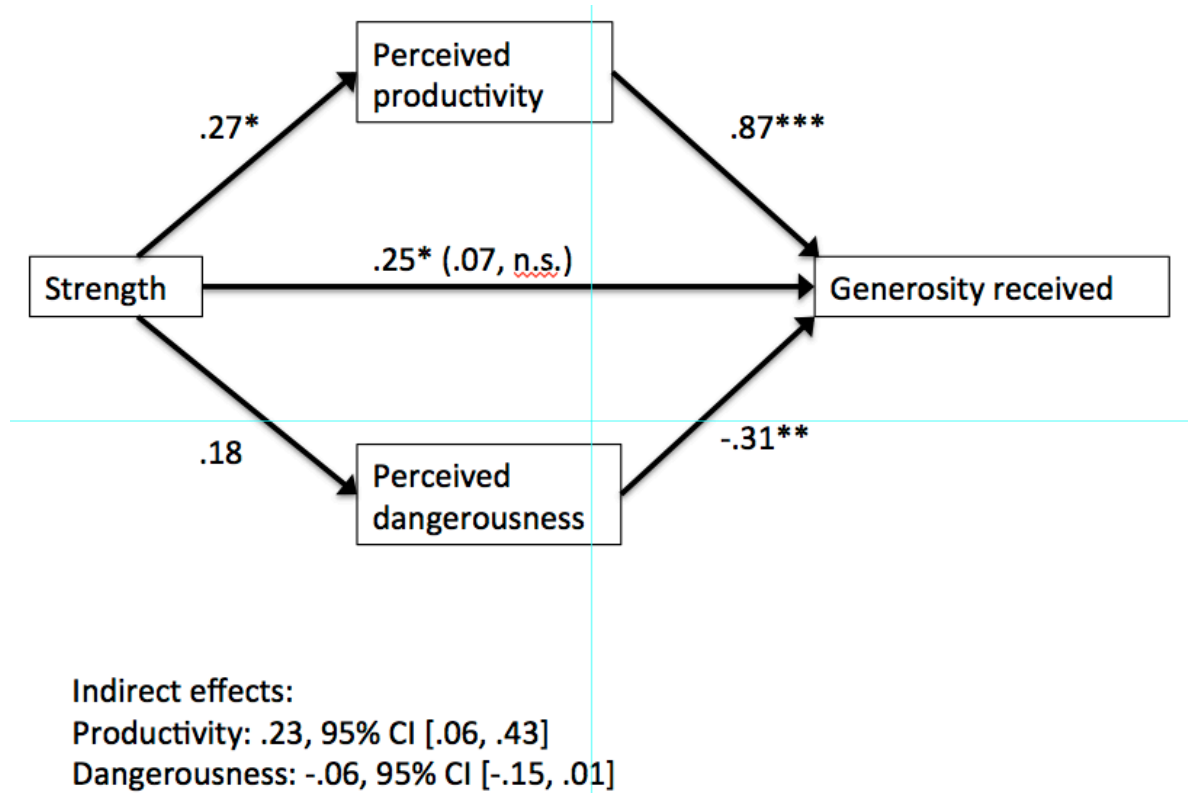 Perceived
productivity
.27*
.87***
.25* (.07, n.s.)
Strength
Generosity received
.18
-.31**
Perceived
dangerousness
Indirect effects:
Productivity: .23, 95% CI [.06, .43]
Dangerousness: -.06, 95% CI [-.15, .01]